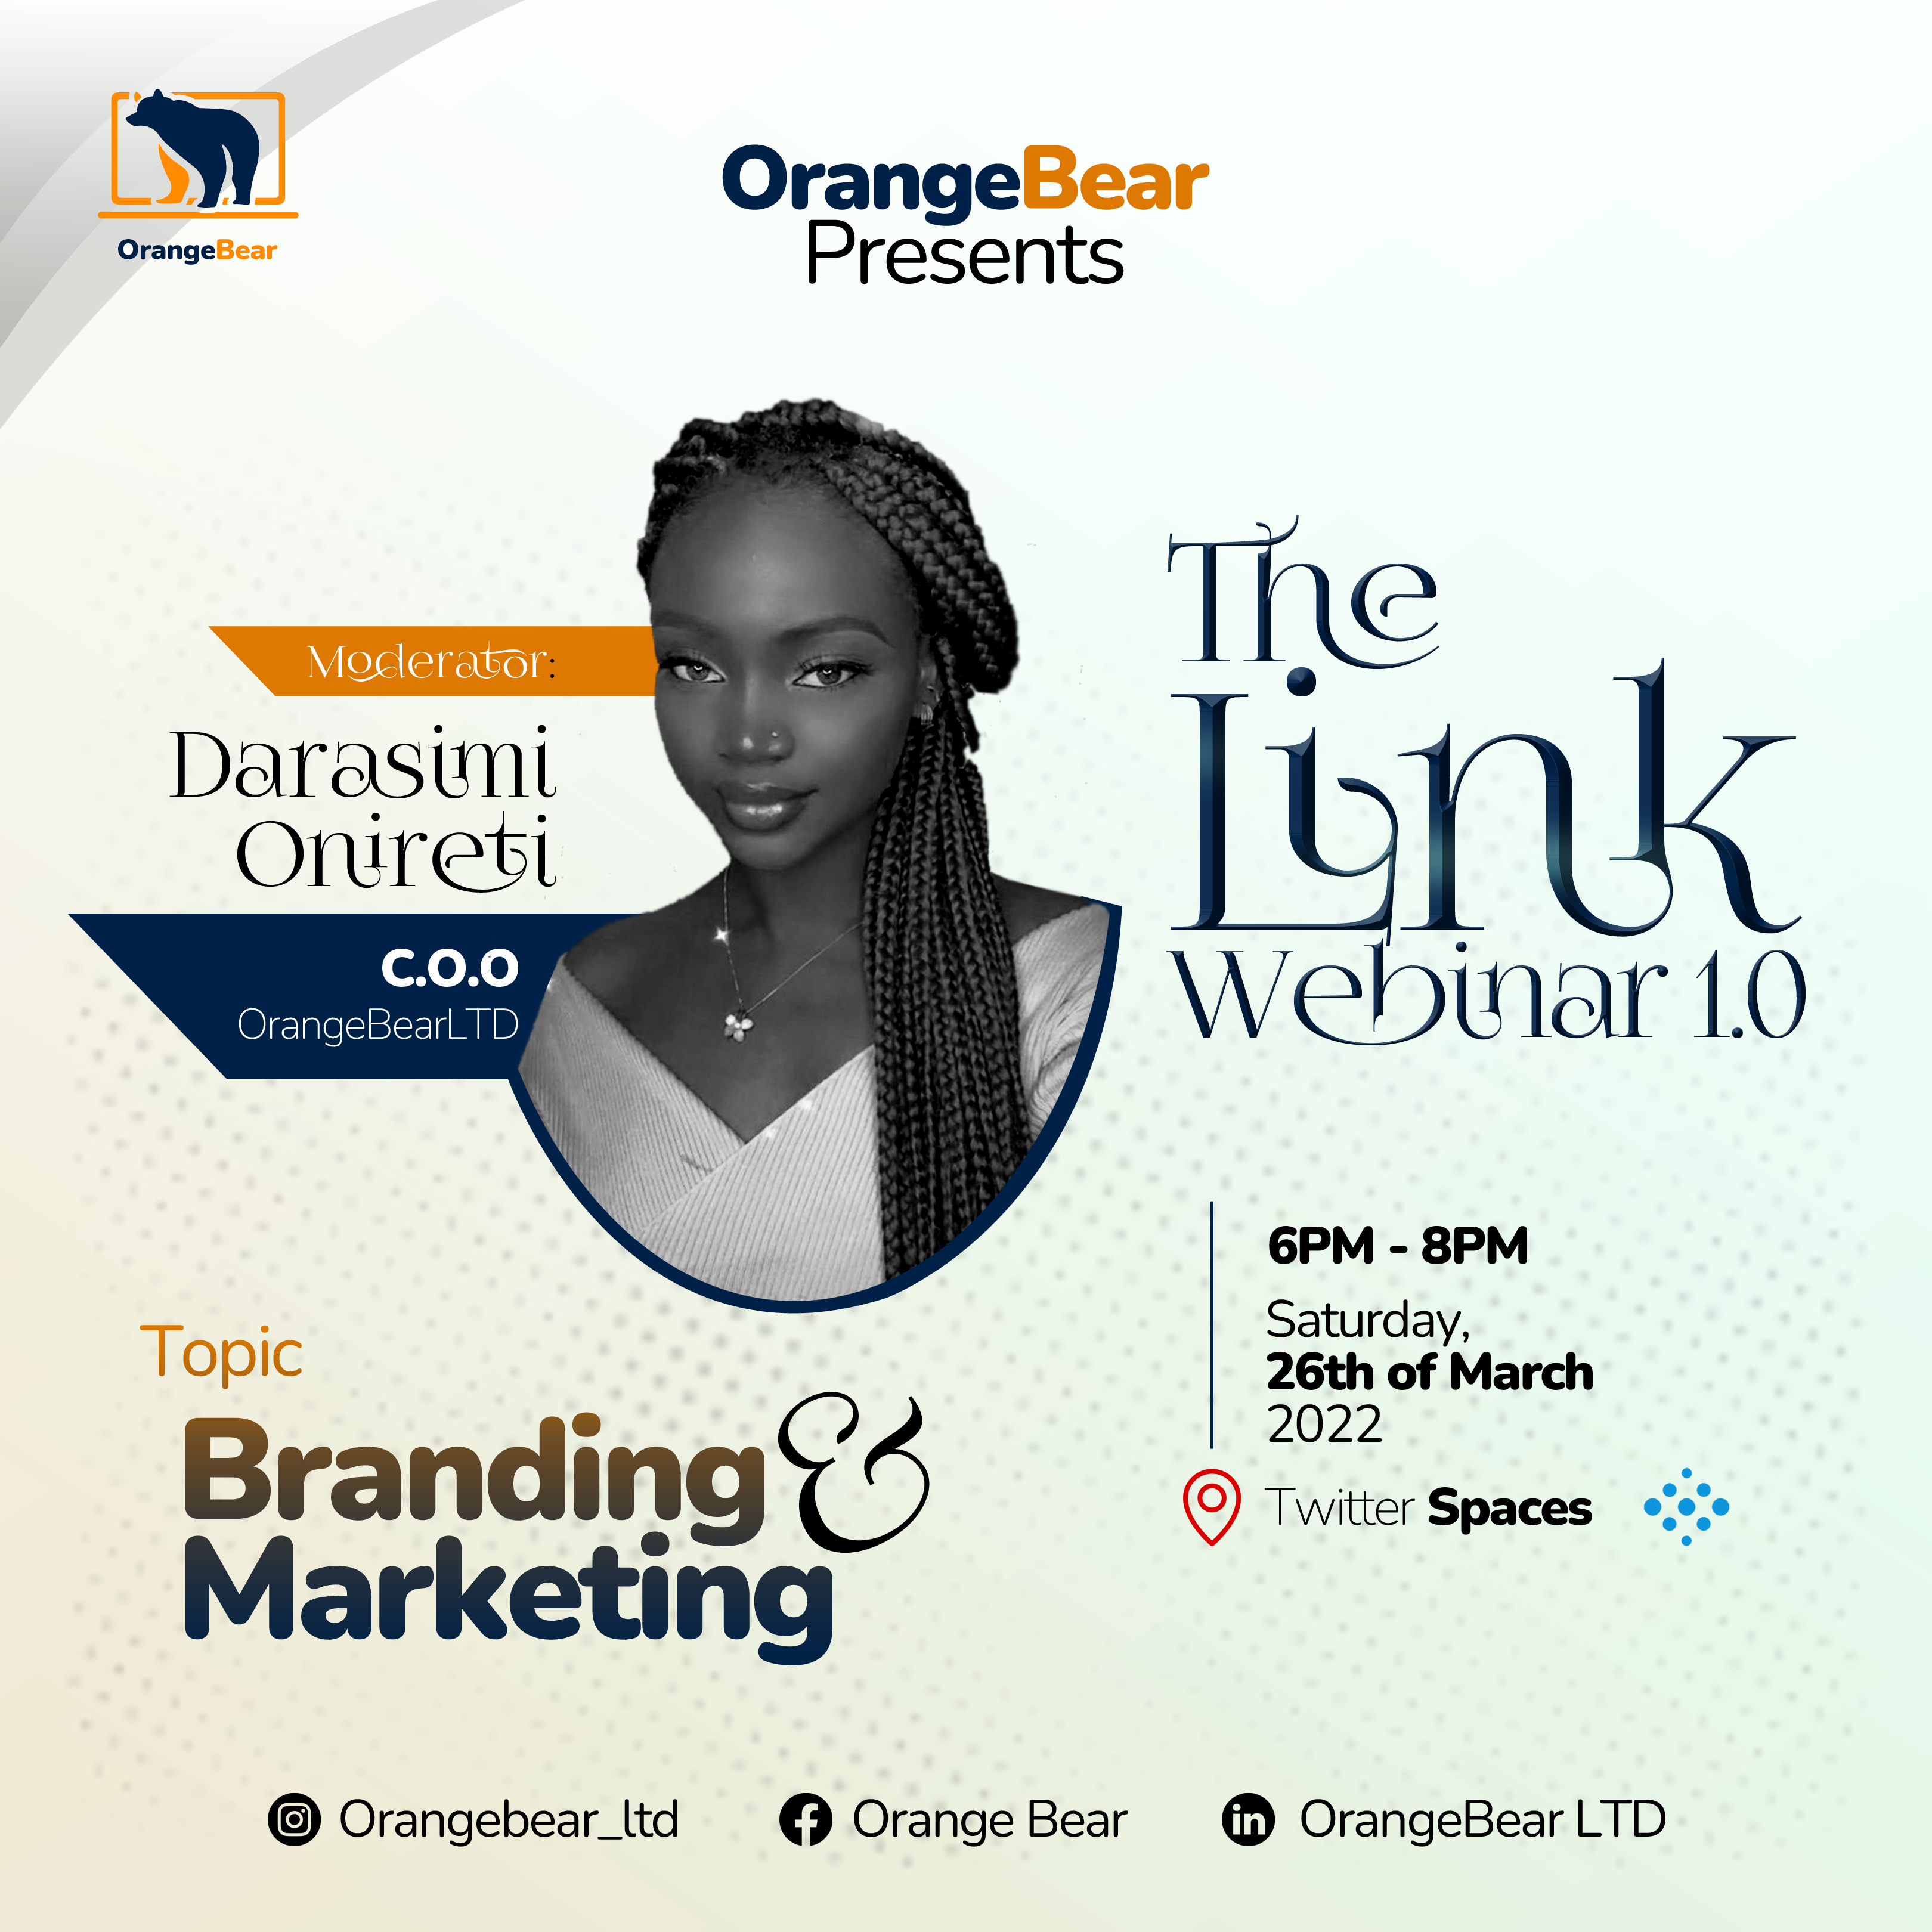 OrangeBear
OrangeBear
Presents
Moderator:
Darasimi
Onireti
C.O.O
OrangeBearLTD
The
Link
Webinar 1.0
6PM - 8PM
Saturday,
26th of March
2022
Twitter Spaces
Topic
Branding &
Marketing
Orangebear_ltd
Orange Bear
in OrangeBear LTD